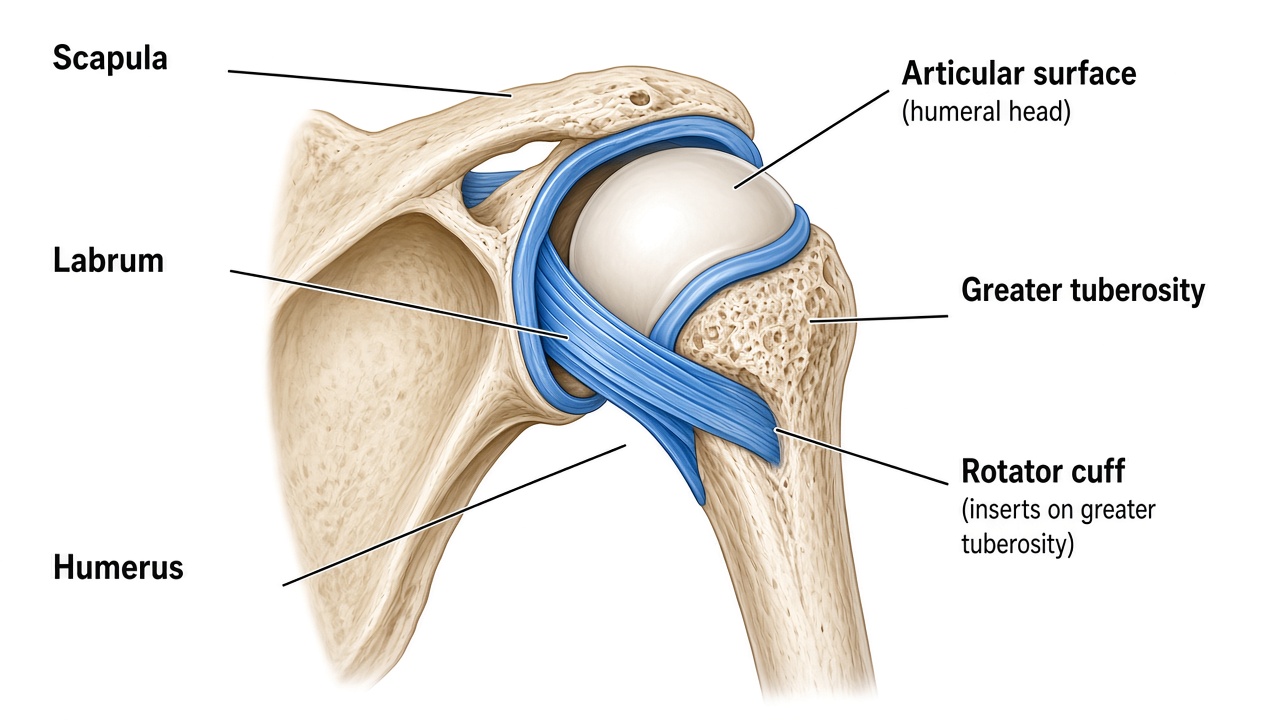 Scapula
Articular surface
(humeral head)
Labrum
Greater tuberosity
Rotator cuff
(inserts on greater
tuberosity)
Humerus